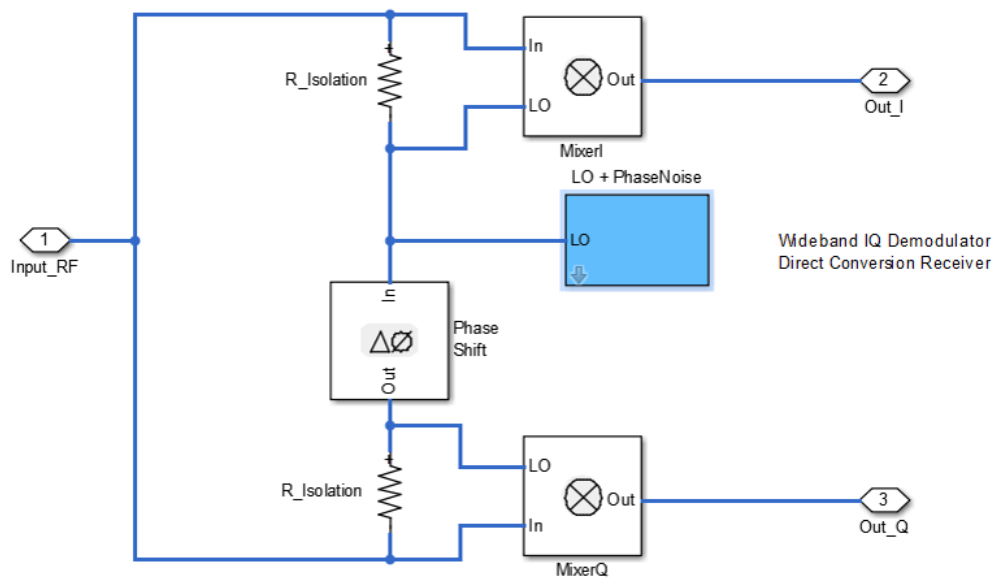 In
R_Isolation
Out
LO
2
Out_I
MixerI
LO + PhaseNoise
1
Input_RF
LO
Wideband IQ Demodulator
Direct Conversion Receiver
In
ΔØ
Phase
Shift
Out
LO
R_Isolation
In
Out
3
Out_Q
MixerQ